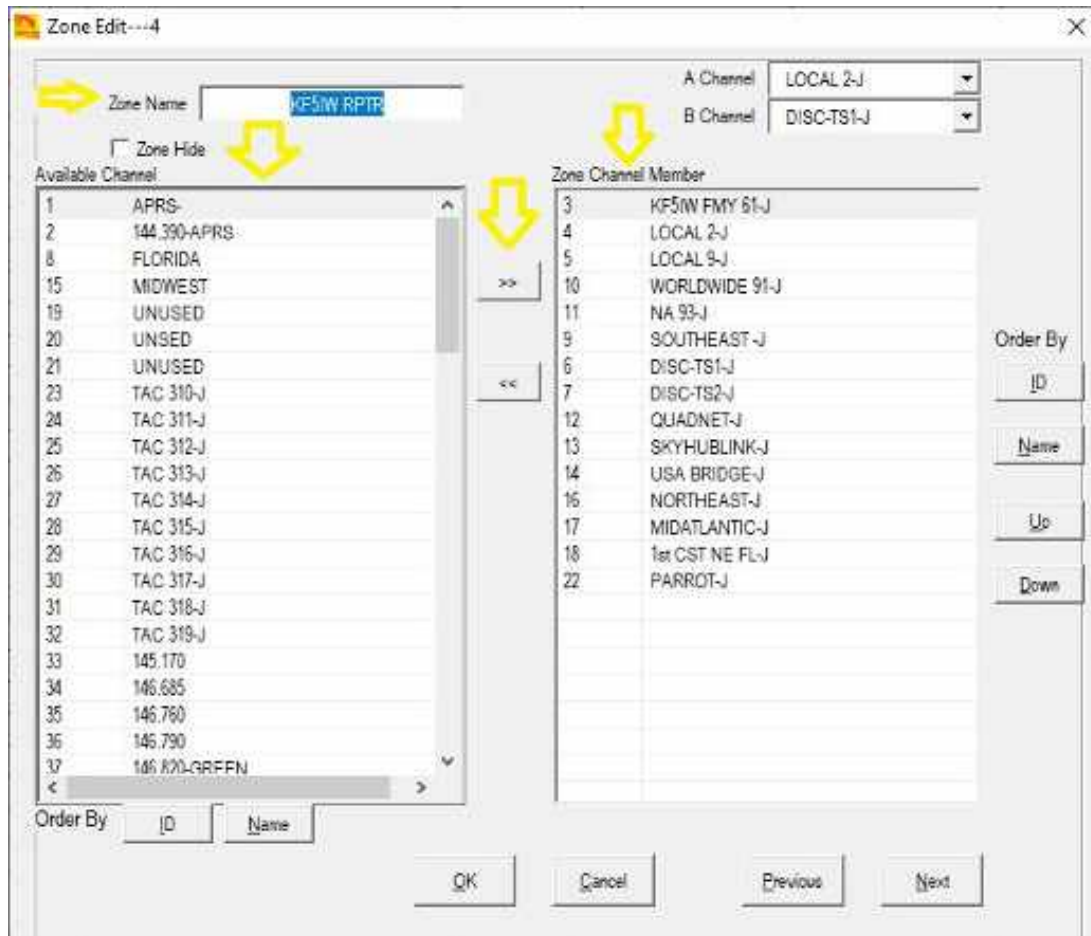 Zone Edit---4
A Channel LOCAL 2-J
Zone Name KF5IW RPTR
B Channel DISC-TS1-J
Zone Hide
Available Channel
1 APRS-
2 144.390-APRS
8 FLORIDA
15 MIDWEST
19 UNUSED
20 UNSED
21 UNUSED
23 TAC 310-J
24 TAC 311-J
25 TAC 312-J
26 TAC 313-J
27 TAC 314-J
28 TAC 315-J
29 TAC 316-J
30 TAC 317-J
31 TAC 318-J
32 TAC 319-J
33 145.170
34 146.685
35 146.760
36 146.790
37 146.820-GREEN
Order By ID Name
>>
<<
Zone Channel Member
3 KF5IW FMY 61-J
4 LOCAL 2-J
5 LOCAL 9-J
10 WORLDWIDE 91-J
11 NA 93-J
9 SOUTHEAST -J
6 DISC-TS1-J
7 DISC-TS2-J
12 QUADNET-J
13 SKYHUBLINK-J
14 USA BRIDGE-J
16 NORTHEAST-J
17 MIDATLANTIC-J
18 1st CST NE FL-J
22 PARROT-J
Order By
ID
Name
Up
Down
OK Cancel Previous Next